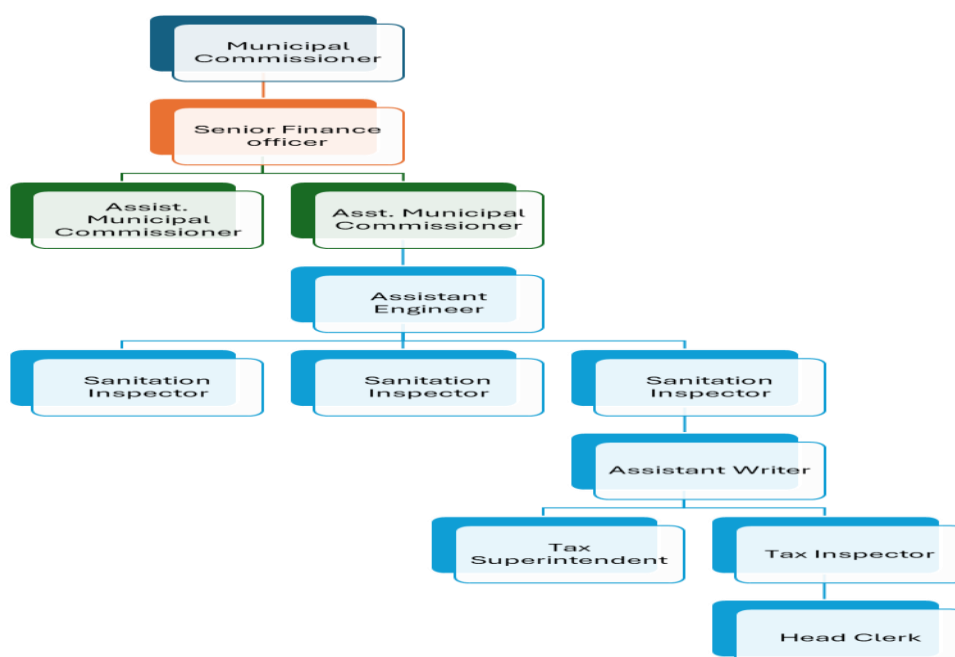 Municipal
Commissioner
Senior Finance
officer
Assist.
Municipal
Commissioner
Asst. Municipal
Commissioner
Assistant
Engineer
Sanitation
Inspector
Sanitation
Inspector
Sanitation
Inspector
Assistant Writer
Tax
Superintendent
Tax Inspector
Head Clerk